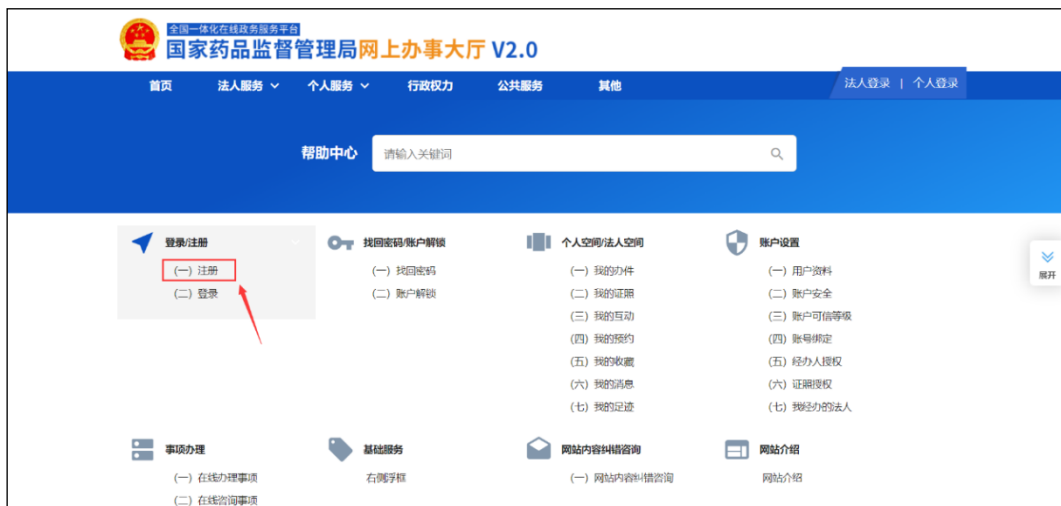 全国一体化在线政务服务平台
国家药品监督管理局网上办事大厅 V2.0
首页 法人服务 个人服务 行政权力 公共服务 其他 法人登录 | 个人登录
帮助中心 请输入关键词
登录/注册
(一) 注册
(二) 登录
找回密码/账户解锁
(一) 找回密码
(二) 账户解锁
个人空间/法人空间
(一) 我的办件
(二) 我的证照
(三) 我的互动
(四) 我的预约
(五) 我的收藏
(六) 我的消息
(七) 我的足迹
账户设置
(一) 用户资料
(二) 账户安全
(三) 账户可信等级
(四) 账号绑定
(五) 经办人授权
(六) 证照授权
(七) 我经办的法人
展开
事项办理
(一) 在线办理事项
(二) 在线咨询事项
基础服务
右侧浮框
网站内容纠错咨询
(一) 网站内容纠错咨询
网站介绍
网站介绍